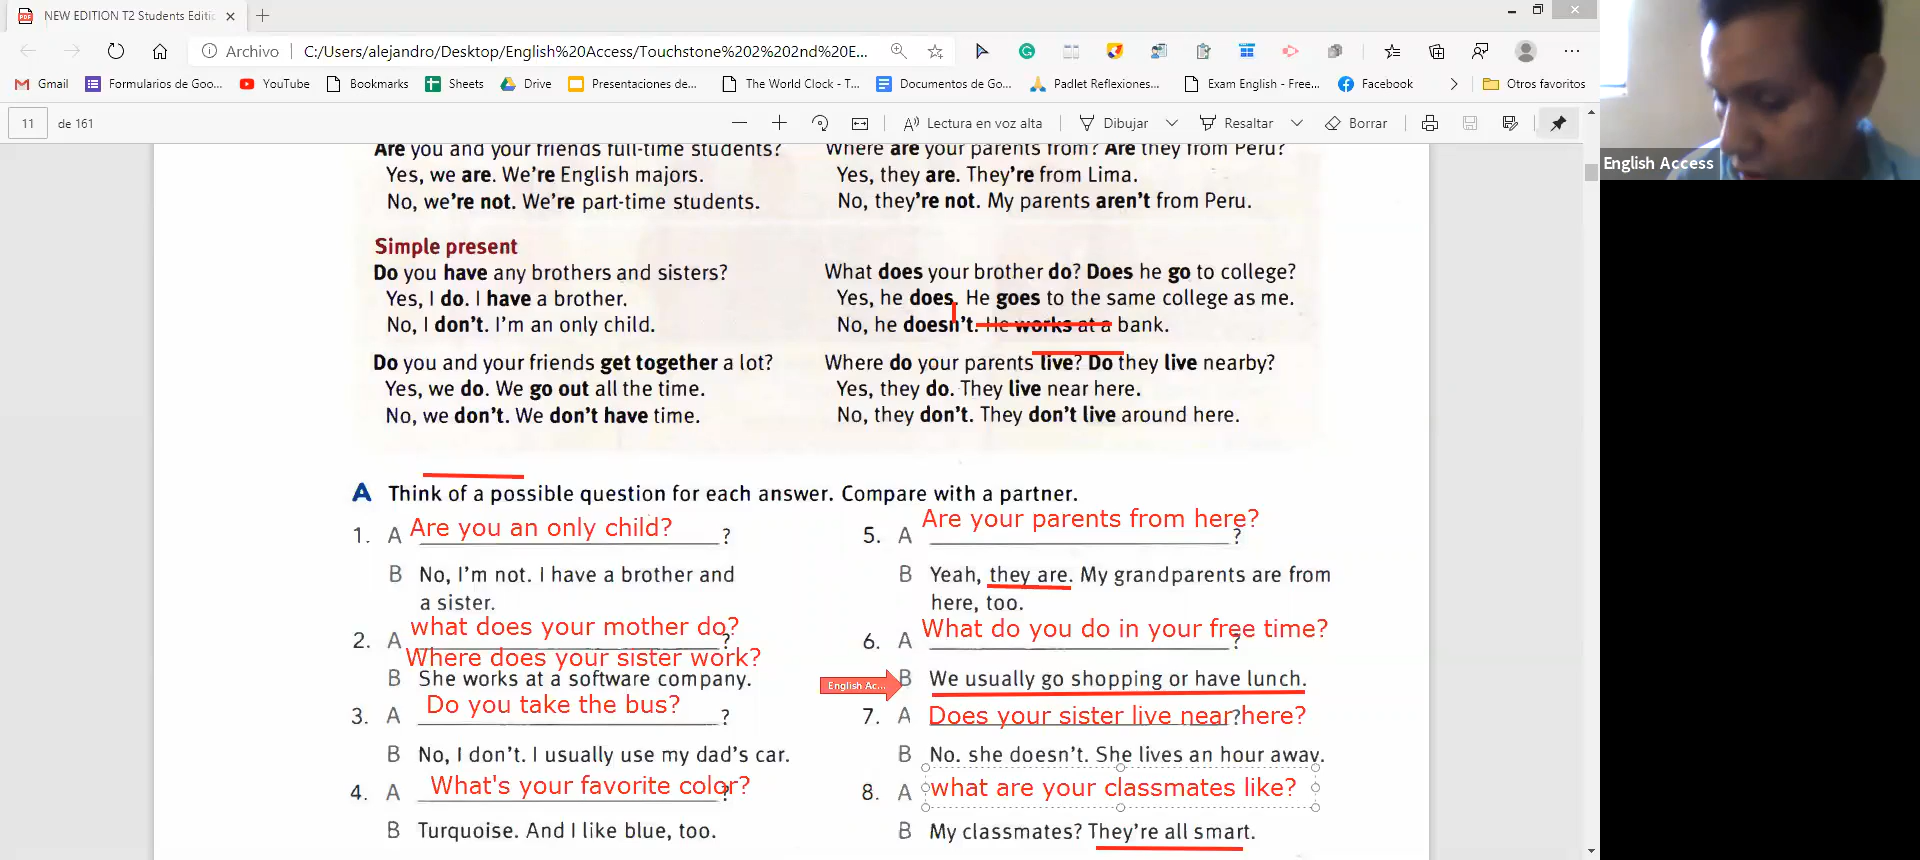 NEW EDITION T2 Students Editi
Archivo C:/Users/alejandro/Desktop/English%20Access/Touchstone%202%202nd%20E...
Gmail Formularios de Goo... YouTube Bookmarks Sheets Drive Presentaciones de... The World Clock - T... Documentos de Go... Padlet Reflexiones... Exam English - Free... Facebook Otros favoritos
11 de 161 Lectura en voz alta Dibujar Resaltar Borrar
English Access
Are you and your friends full-time students?
Yes, we are. We're English majors.
No, we're not. We're part-time students.
Where are your parents from? Are they from Peru?
Yes, they are. They're from Lima.
No, they're not. My parents aren't from Peru.
Simple present
Do you have any brothers and sisters?
Yes, I do. I have a brother.
No, I don't. I'm an only child.
Do you and your friends get together a lot?
Yes, we do. We go out all the time.
No, we don't. We don't have time.
What does your brother do? Does he go to college?
Yes, he does. He goes to the same college as me.
No, he doesn't. He works at a bank.
Where do your parents live? Do they live nearby?
Yes, they do. They live near here.
No, they don't. They don't live around here.
A Think of a possible question for each answer. Compare with a partner.
1. A Are you an only child? ?
B No, I'm not. I have a brother and
a sister.
2. A what does your mother do? ?
Where does your sister work?
B She works at a software company.
3. A Do you take the bus? ?
B No, I don't. I usually use my dad's car.
4. A What's your favorite color? ?
B Turquoise. And I like blue, too.
5. A Are your parents from here? ?
B Yeah, they are. My grandparents are from
here, too.
6. A What do you do in your free time? ?
English Ac...
B We usually go shopping or have lunch.
7. A Does your sister live near here? ?
B No. she doesn't. She lives an hour away.
8. A what are your classmates like?
B My classmates? They're all smart.